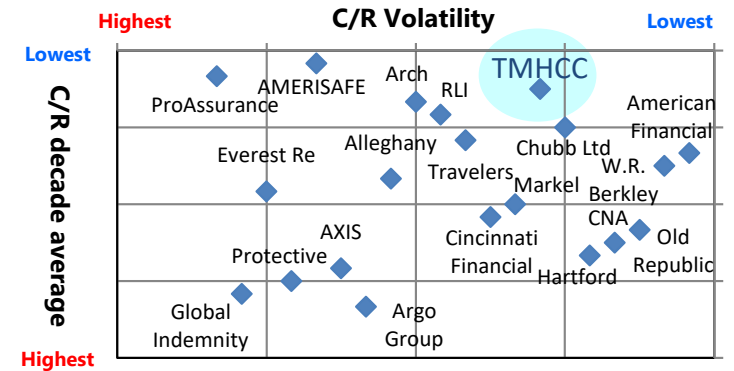 C/R Volatility
Highest
Lowest
Lowest
TMHCC
Arch
AMERISAFE
RLI
ProAssurance
American
Financial
Alleghany
Chubb Ltd
Everest Re
Travelers
W.R.
Berkley
Markel
CNA
AXIS
Cincinnati
Financial
Old
Republic
Protective
Hartford
Global
Indemnity
Argo
Group
C/R decade average
Highest